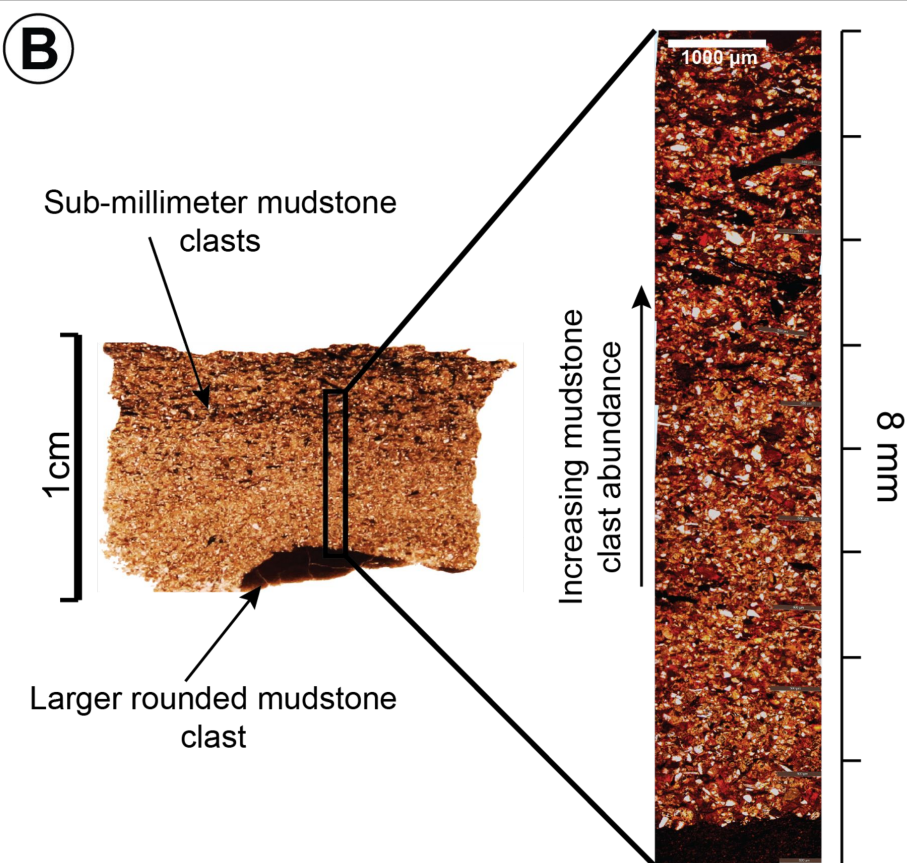 B
1000 µm
Sub-millimeter mudstone
clasts
1cm
Increasing mudstone
clast abundance
8 mm
Larger rounded mudstone
clast